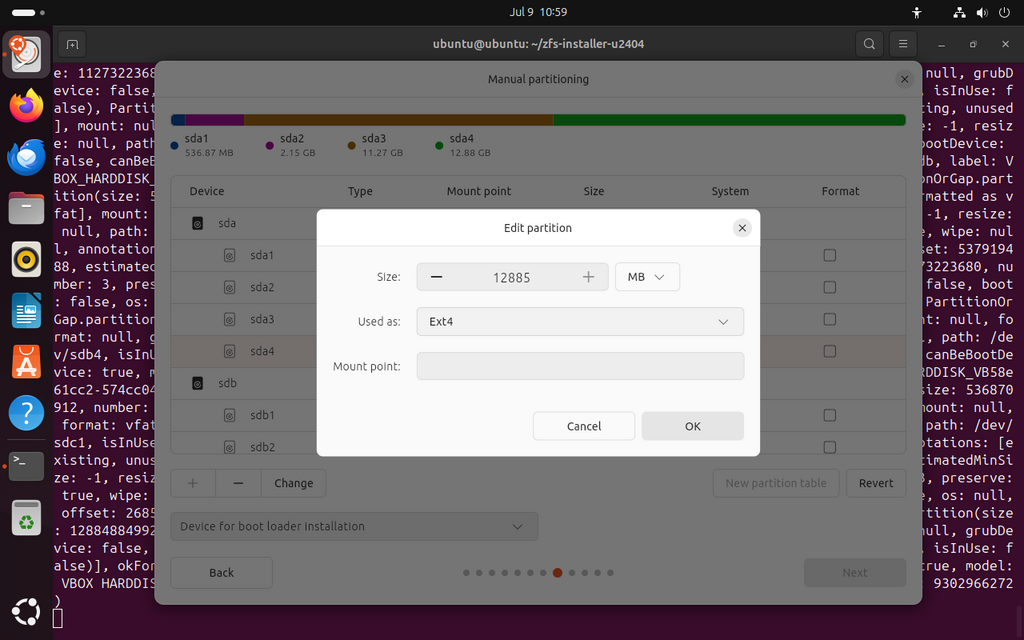 Jul 9 10:59
ubuntu@ubuntu: ~/zfs-installer-u2404
Manual partitioning
sda1
536.87 MB
sda2
2.15 GB
sda3
11.27 GB
sda4
12.88 GB
Device Type Mount point Size System Format
sda
sda1
sda2
sda3
sda4
sdb
sdb1
sdb2
Edit partition
Size: 12885 MB
Used as: Ext4
Mount point:
Cancel OK
+ − Change New partition table Revert
Device for boot loader installation
Back Next
e: 1127322368
evice: false,
alse), Partit
], mount: nul
e: null, path
false, canBeB
BOX_HARDDISK_
ition(size: 5
fat], mount:
null, path:
l, annotation
88, estimated
mber: 3, pres
: false, os:
Gap.partition
rmat: null, g
v/sdb4, isInU
vice: true, m
61cc2-574cc04
912, number:
format: vfat
sdc1, isInUse
xisting, unus
ze: -1, resiz
true, wipe:
offset: 2685
: 12884884992
vice: false,
alse)], okFor
VBOX HARDDIS
)
null, grubD
isInUse: f
ting, unused
: -1, resize
ootDevice:
db, label: V
onOrGap.part
rmatted as v
-1, resize:
, wipe: nul
set: 5379194
73223680, nu
false, boot
PartitionOr
nt: null, fo
, path: /de
canBeBootDe
RDDISK_VB58e
size: 536870
mount: null,
path: /dev/
otations: [e
timatedMinSi
3, preserve:
, os: null,
rtition(size
null, grubDe
, isInUse: f
true, model:
9302966272